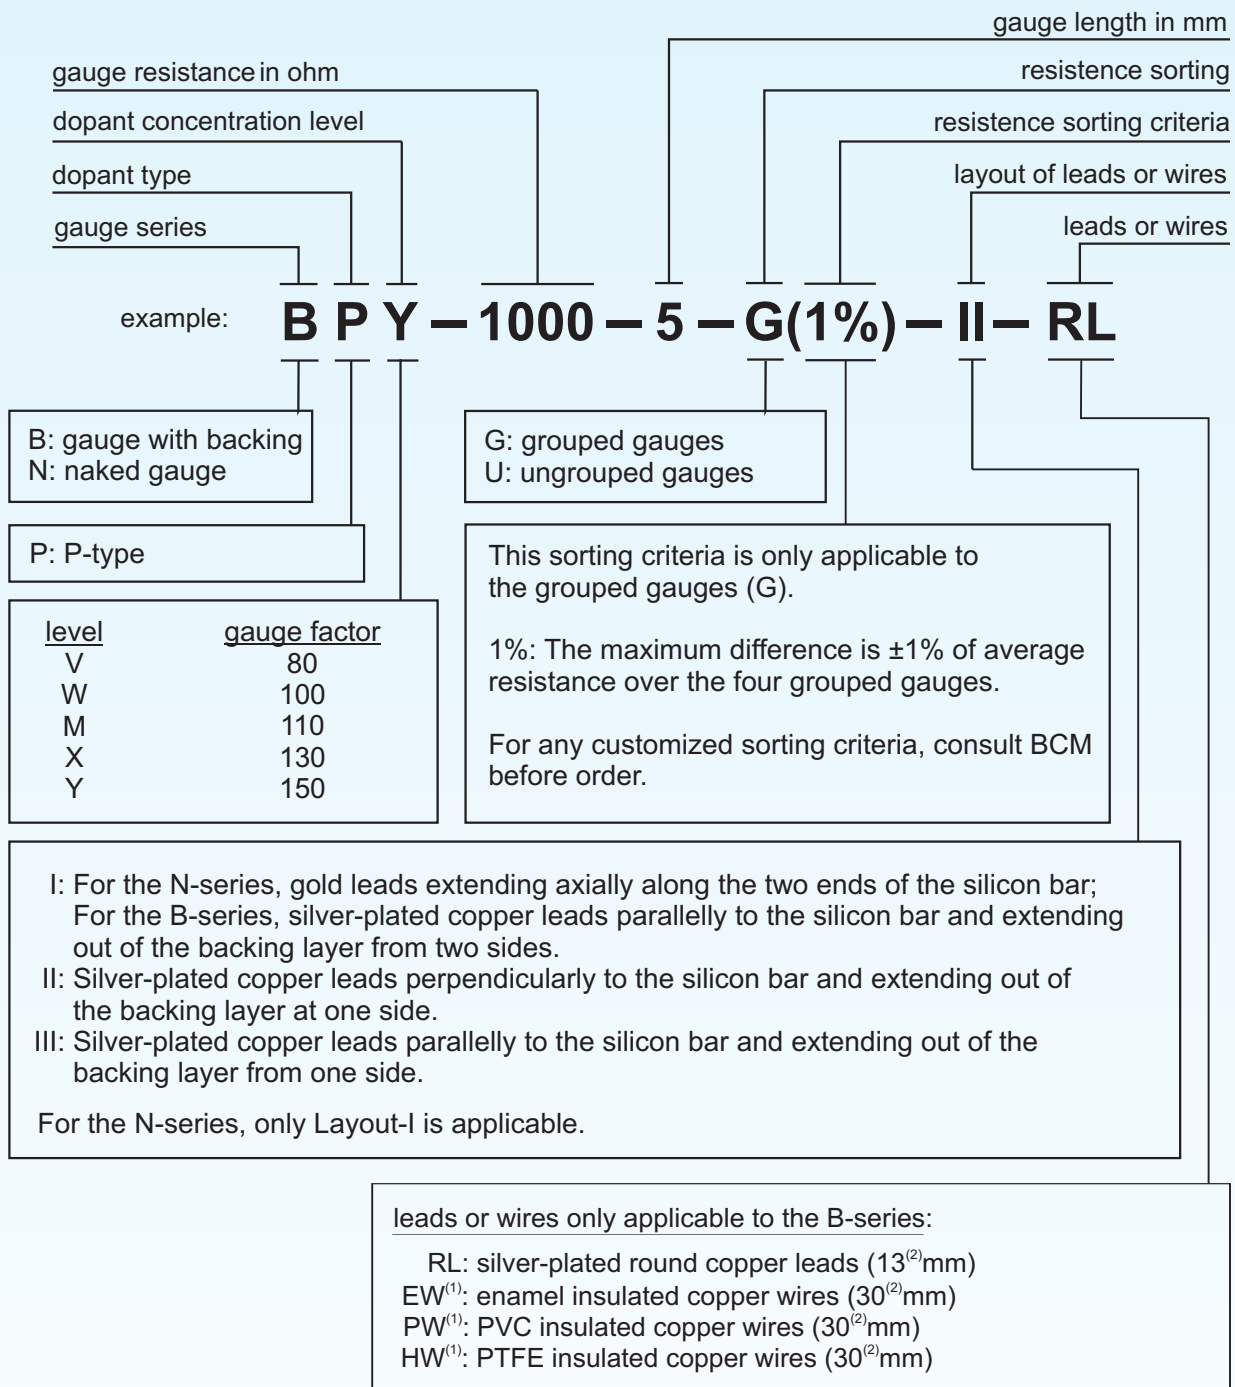 gauge length in mm
gauge resistance in ohm
resistence sorting
dopant concentration level
resistence sorting criteria
dopant type
layout of leads or wires
gauge series
leads or wires
example: B P Y – 1000 – 5 – G(1%) – II – RL
B: gauge with backing
N: naked gauge
G: grouped gauges
U: ungrouped gauges
P: P-type
This sorting criteria is only applicable to
the grouped gauges (G).
1%: The maximum difference is ±1% of average
resistance over the four grouped gauges.
For any customized sorting criteria, consult BCM
before order.
level gauge factor
V 80
W 100
M 110
X 130
Y 150
I: For the N-series, gold leads extending axially along the two ends of the silicon bar;
For the B-series, silver-plated copper leads parallelly to the silicon bar and extending
out of the backing layer from two sides.
II: Silver-plated copper leads perpendicularly to the silicon bar and extending out of
the backing layer at one side.
III: Silver-plated copper leads parallelly to the silicon bar and extending out of the
backing layer from one side.
For the N-series, only Layout-I is applicable.
leads or wires only applicable to the B-series:
RL: silver-plated round copper leads (13(2)mm)
EW(1): enamel insulated copper wires (30(2)mm)
PW(1): PVC insulated copper wires (30(2)mm)
HW(1): PTFE insulated copper wires (30(2)mm)